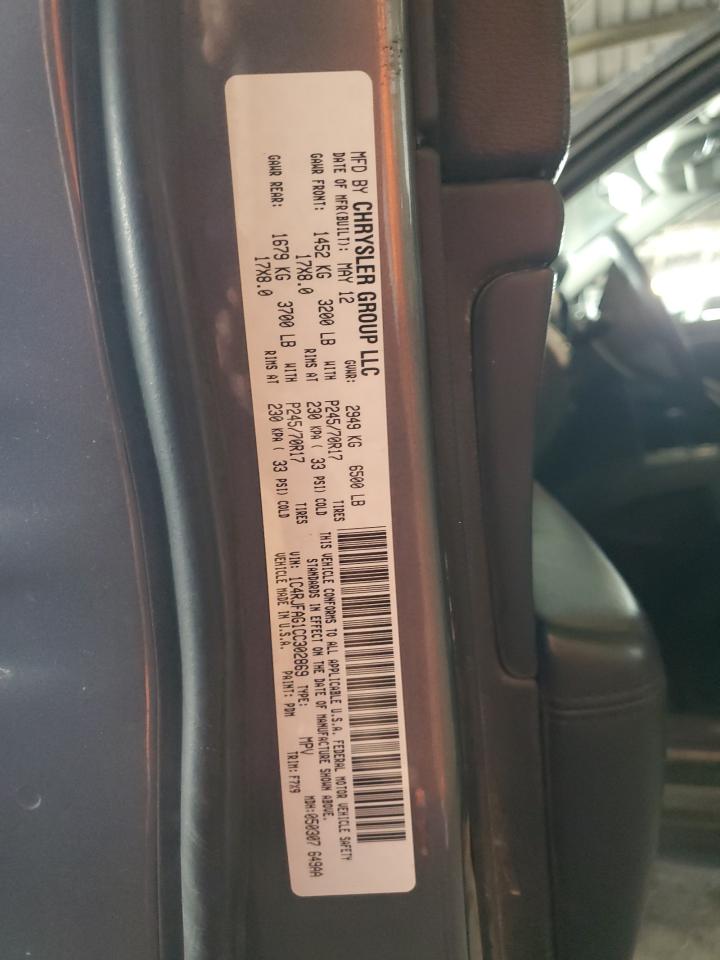 MFD BY CHRYSLER GROUP LLC
DATE OF MFR(BUILT): MAY 12 GVWR: 2949 KG 6500 LB
GAWR FRONT: 1452 KG 3200 LB WITH P245/70R17 TIRES
17X8.0 RIMS AT 230 KPA ( 33 PSI) COLD
GAWR REAR: 1679 KG 3700 LB WITH P245/70R17 TIRES
17X8.0 RIMS AT 230 KPA ( 33 PSI) COLD
THIS VEHICLE CONFORMS TO ALL APPLICABLE U.S.A. FEDERAL MOTOR VEHICLE SAFETY
STANDARDS IN EFFECT ON THE DATE OF MANUFACTURE SHOWN ABOVE.
VIN: 1C4RJFAG1CC302869 TYPE: MPV MDH:050307 649AA
VEHICLE MADE IN U.S.A. PAINT: PDM TRIM: F7X9